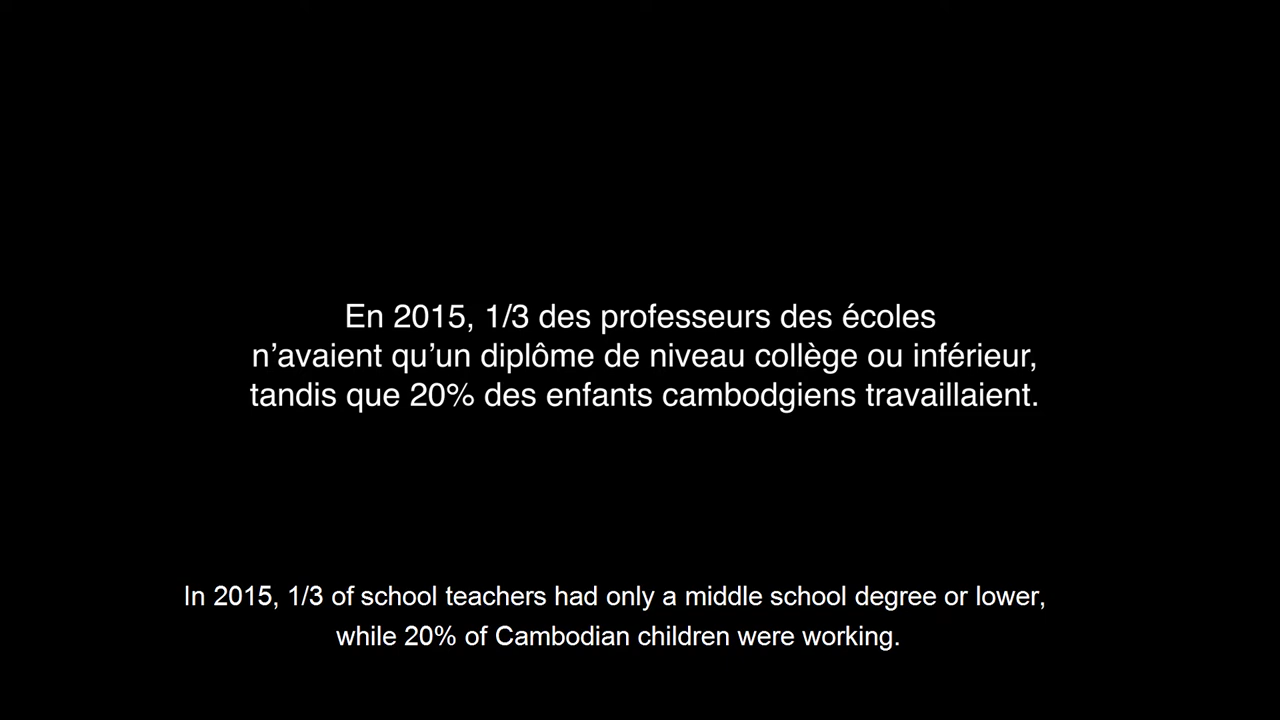 En 2015, 1/3 des professeurs des écoles
n’avaient qu’un diplôme de niveau collège ou inférieur,
tandis que 20% des enfants cambodgiens travaillaient.
In 2015, 1/3 of school teachers had only a middle school degree or lower,
while 20% of Cambodian children were working.